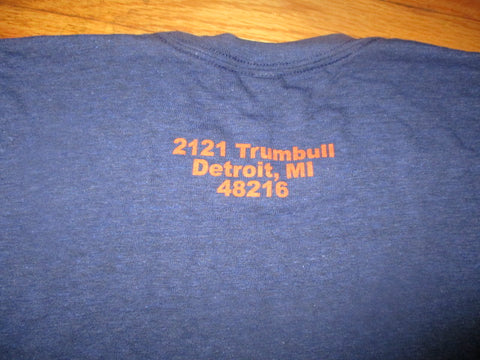 2121 Trumbull
Detroit, MI
48216